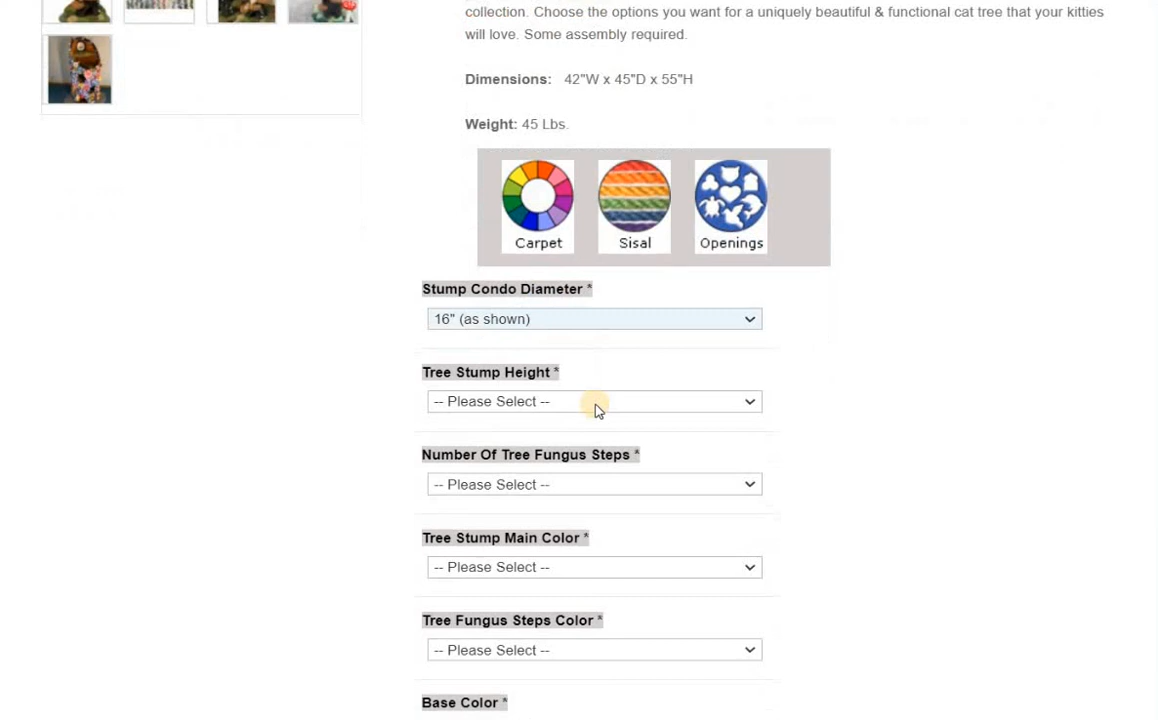 collection. Choose the options you want for a uniquely beautiful & functional cat tree that your kitties
will love. Some assembly required.
Dimensions: 42"W x 45"D x 55"H
Weight: 45 Lbs.
Carpet Sisal Openings
Stump Condo Diameter *
16" (as shown)
Tree Stump Height *
-- Please Select --
Number Of Tree Fungus Steps *
-- Please Select --
Tree Stump Main Color *
-- Please Select --
Tree Fungus Steps Color *
-- Please Select --
Base Color *